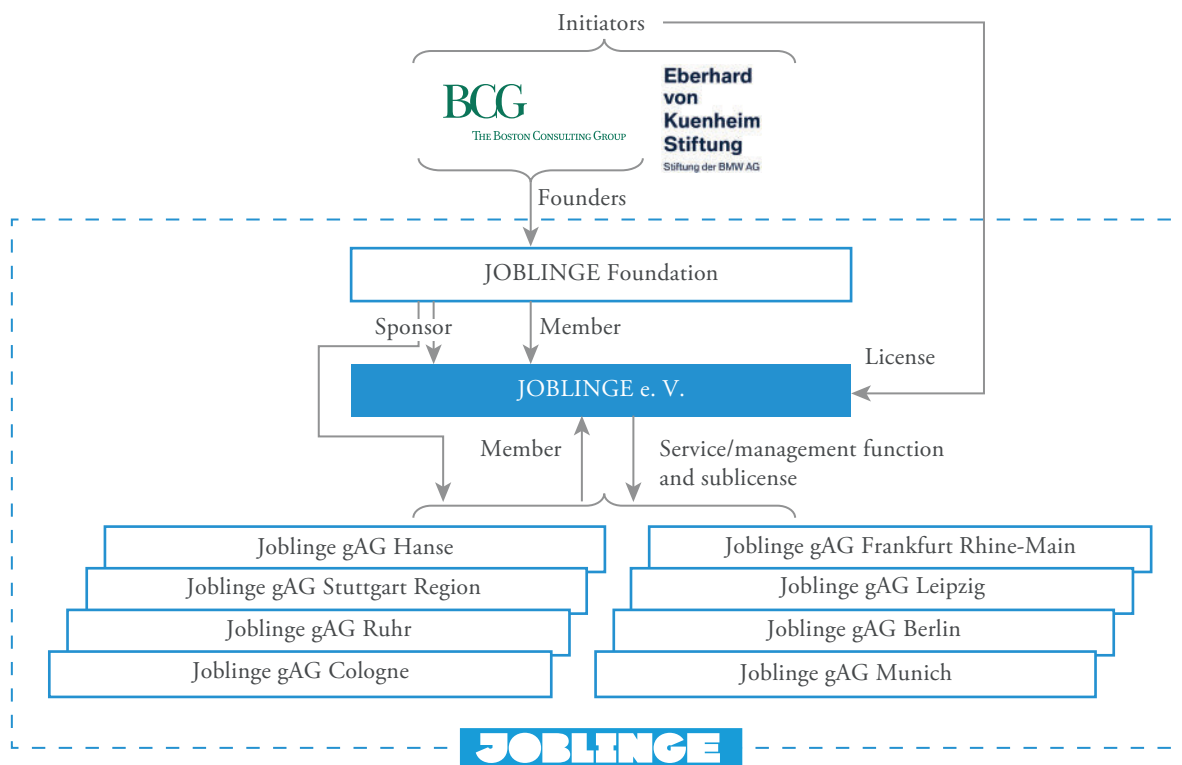 Initiators
BCG
THE BOSTON CONSULTING GROUP
Eberhard
von
Kuenheim
Stiftung
Stiftung der BMW AG
Founders
JOBLINGE Foundation
Sponsor
Member
License
JOBLINGE e. V.
Member
Service/management function
and sublicense
Joblinge gAG Hanse
Joblinge gAG Stuttgart Region
Joblinge gAG Ruhr
Joblinge gAG Cologne
Joblinge gAG Frankfurt Rhine-Main
Joblinge gAG Leipzig
Joblinge gAG Berlin
Joblinge gAG Munich
JOBLINGE